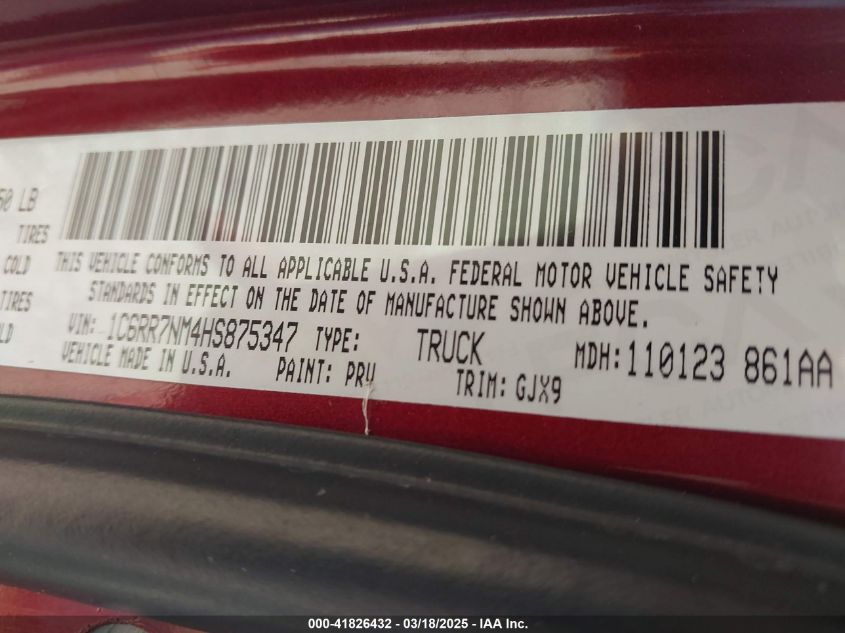 50 LB
TIRES
COLD
TIRES
COLD
THIS VEHICLE CONFORMS TO ALL APPLICABLE U.S.A. FEDERAL MOTOR VEHICLE SAFETY
STANDARDS IN EFFECT ON THE DATE OF MANUFACTURE SHOWN ABOVE.
VIN: 1C6RR7NM4HS875347 TYPE: TRUCK MDH:110123 861AA
VEHICLE MADE IN U.S.A. PAINT: PRV TRIM: GJX9
000-41826432 - 03/18/2025 - IAA Inc.